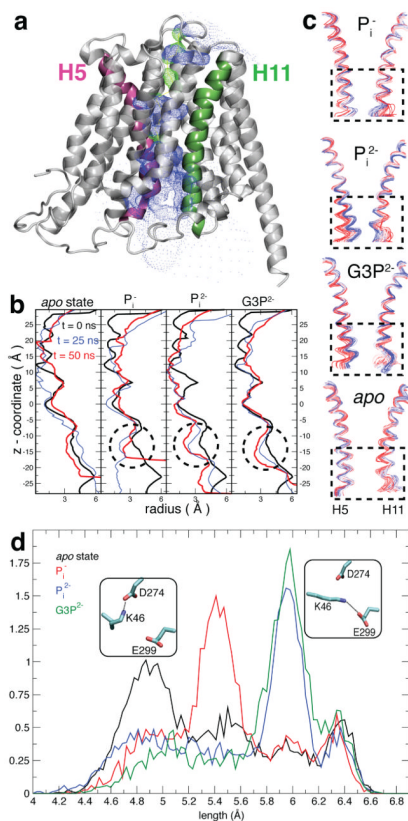 a
H5
H11
c
Pi-
Pi2-
G3P2-
apo
H5 H11
b
apo state P- P2- G3P2-
t = 0 ns
t = 25 ns
t = 50 ns
z - coordinate (Å)
25
20
15
10
5
0
-5
-10
-15
-20
-25
3 6 3 6 3 6 3 6
radius (Å)
d
apo state
Pi-
Pi2-
G3P2-
D274
K46
E299
D274
K46
E299
1.75
1.5
1.25
1
0.75
0.5
0.25
0
4 4.2 4.4 4.6 4.8 5 5.2 5.4 5.6 5.8 6 6.2 6.4 6.6 6.8 7
length (Å)